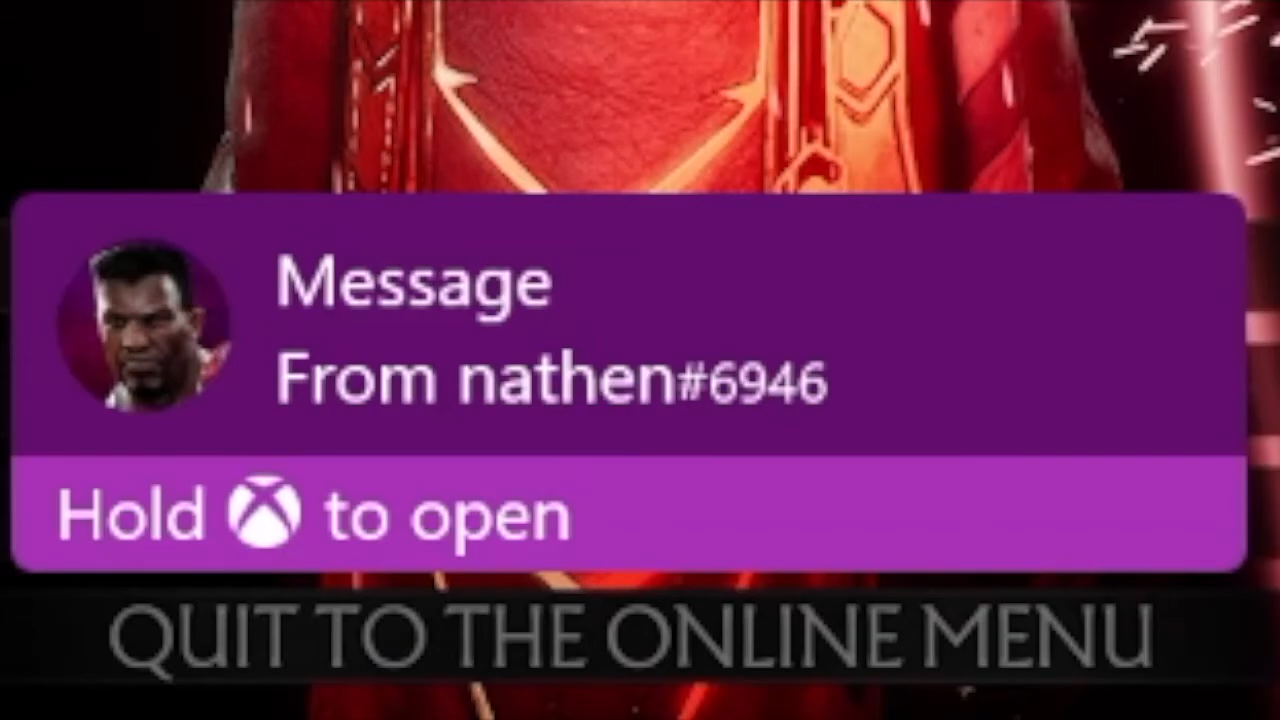 Message
From nathen#6946
Hold to open
QUIT TO THE ONLINE MENU